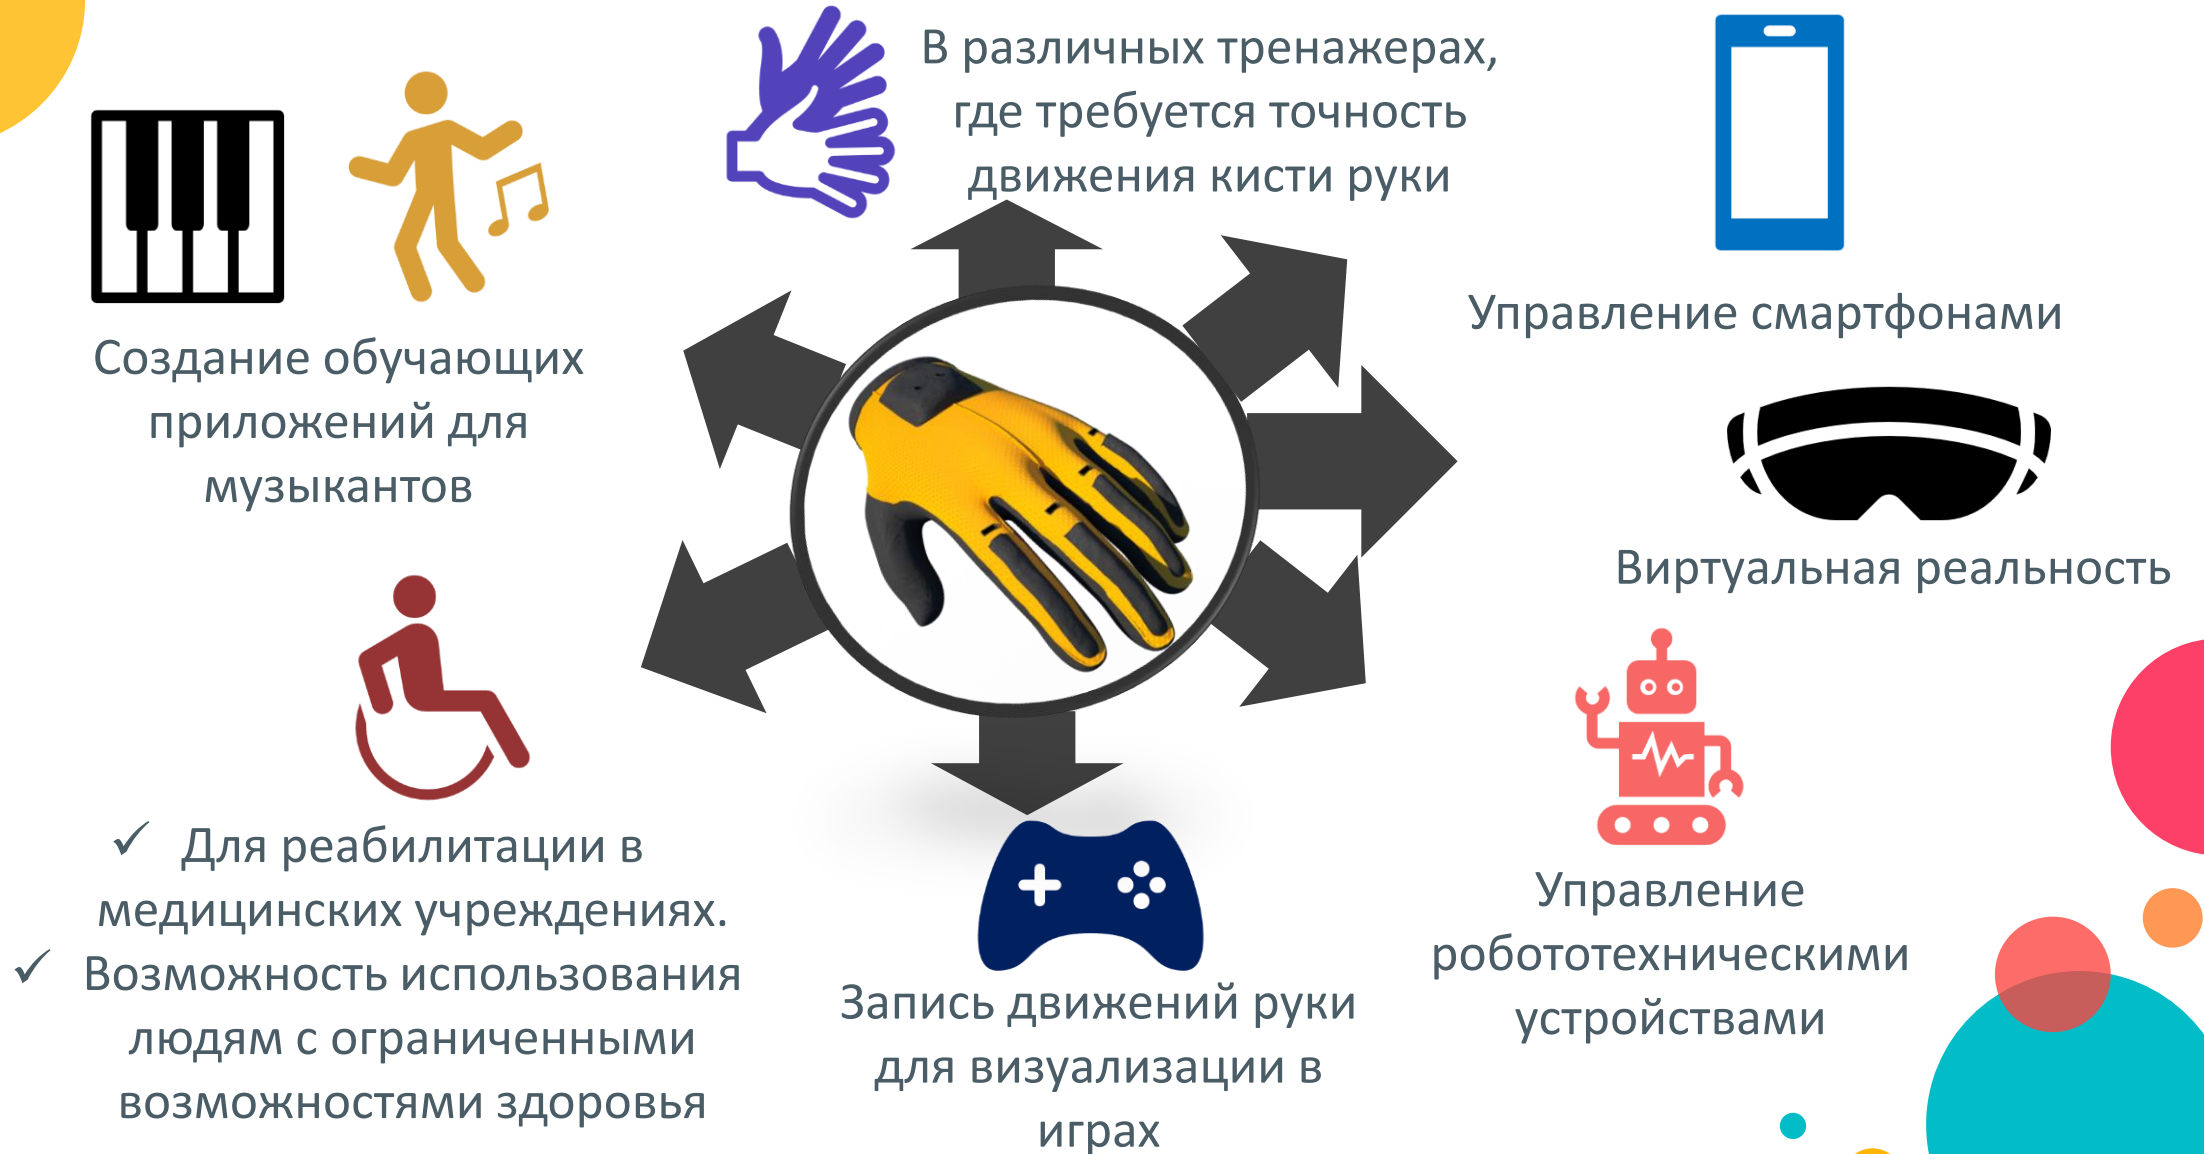 В различных тренажерах,
где требуется точность
движения кисти руки
Управление смартфонами
Создание обучающих
приложений для
музыкантов
Виртуальная реальность
✓ Для реабилитации в
медицинских учреждениях.
✓ Возможность использования
людям с ограниченными
возможностями здоровья
Запись движений руки
для визуализации в
играх
Управление
робототехническими
устройствами